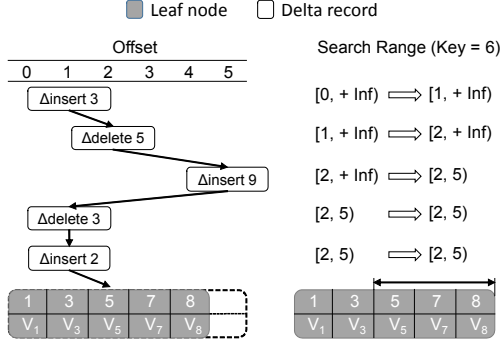 Leaf node Delta record
Offset Search Range (Key = 6)
0 1 2 3 4 5
Δinsert 3 [0, + Inf) ⟹ [1, + Inf)
Δdelete 5 [1, + Inf) ⟹ [2, + Inf)
Δinsert 9 [2, + Inf) ⟹ [2, 5)
Δdelete 3 [2, 5) ⟹ [2, 5)
Δinsert 2 [2, 5) ⟹ [2, 5)
1 3 5 7 8 1 3 5 7 8
V₁ V₃ V₅ V₇ V₈ V₁ V₃ V₅ V₇ V₈